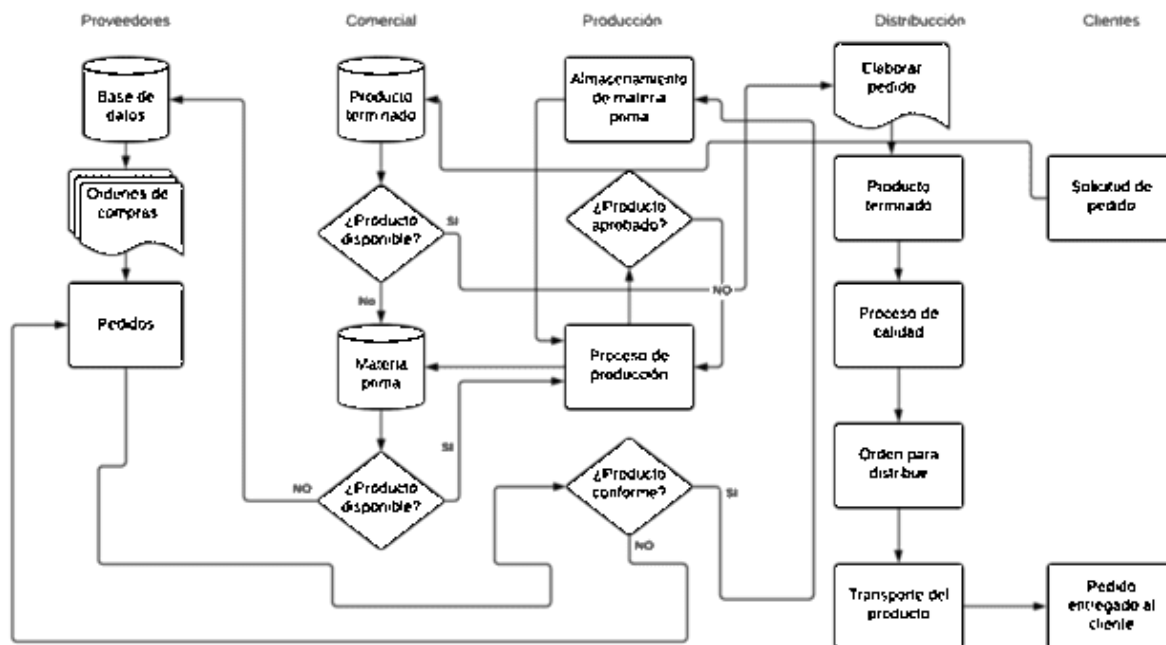 Proveedores
Comercial
Producción
Distribucción
Clientes
Base de
datos
Producto
terminado
Almacenamiento
de materia
prima
Elaborar
pedido
Ordenes de
compras
¿Producto
disponible?
SI
¿Producto
aprobado?
Producto
terminado
Solicitud de
pedido
No
NO
Pedidos
Materia
prima
Proceso de
producción
Proceso de
calidad
SI
NO
¿Producto
disponible?
¿Producto
conforme?
SI
NO
Orden para
distribuir
Transporte del
producto
Pedido
entregado al
cliente